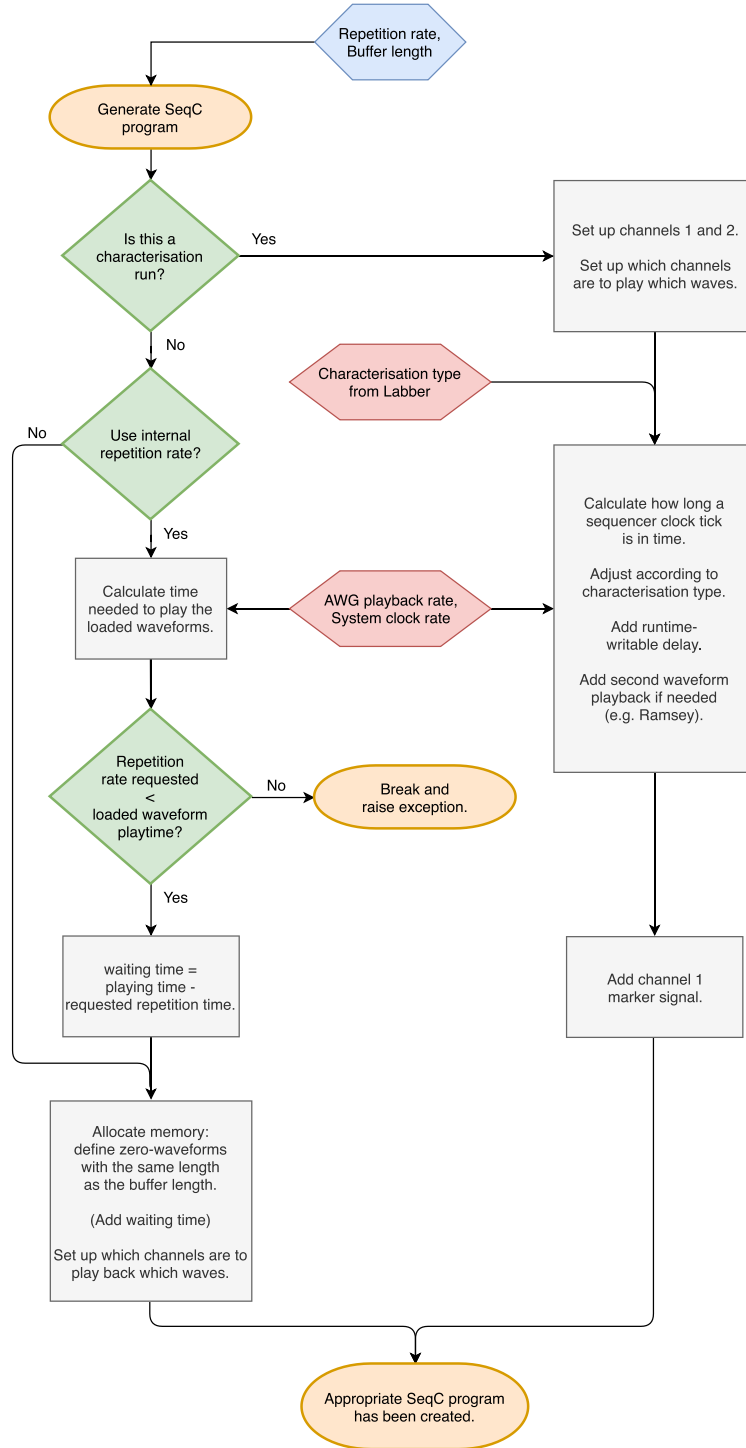 Repetition rate,
Buffer length
Generate SeqC
program
Is this a
characterisation
run?
Yes
Set up channels 1 and 2.
Set up which channels
are to play which waves.
No
Characterisation type
from Labber
No
Use internal
repetition rate?
Yes
Calculate time
needed to play the
loaded waveforms.
AWG playback rate,
System clock rate
Calculate how long a
sequencer clock tick
is in time.
Adjust according to
characterisation type.
Add runtime-
writable delay.
Add second waveform
playback if needed
(e.g. Ramsey).
Repetition
rate requested
<
loaded waveform
playtime?
No
Break and
raise exception.
Yes
waiting time =
playing time -
requested repetition time.
Add channel 1
marker signal.
Allocate memory:
define zero-waveforms
with the same length
as the buffer length.
(Add waiting time)
Set up which channels are to
play back which waves.
Appropriate SeqC program
has been created.